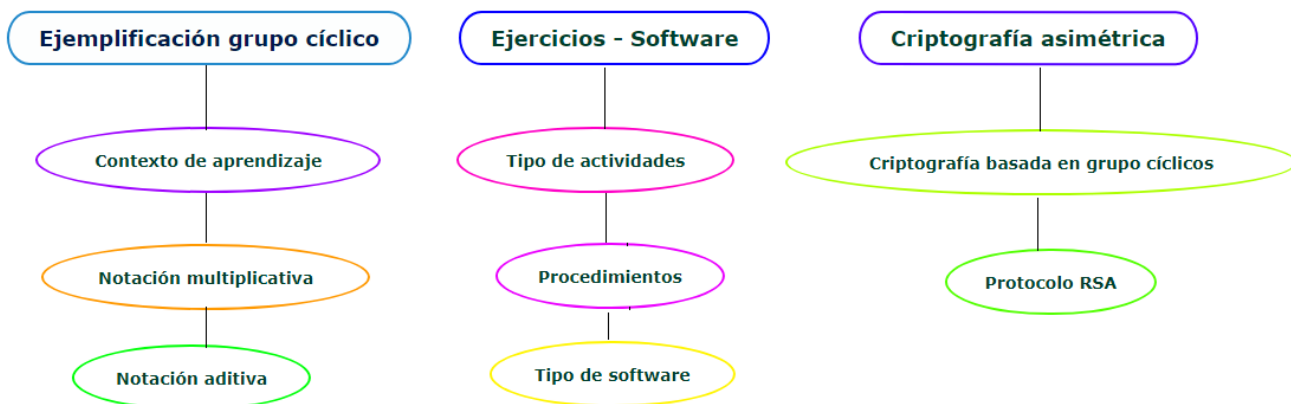 Ejemplificación grupo cíclico
Contexto de aprendizaje
Notación multiplicativa
Notación aditiva
Ejercicios - Software
Tipo de actividades
Procedimientos
Tipo de software
Criptografía asimétrica
Criptografía basada en grupo cíclicos
Protocolo RSA